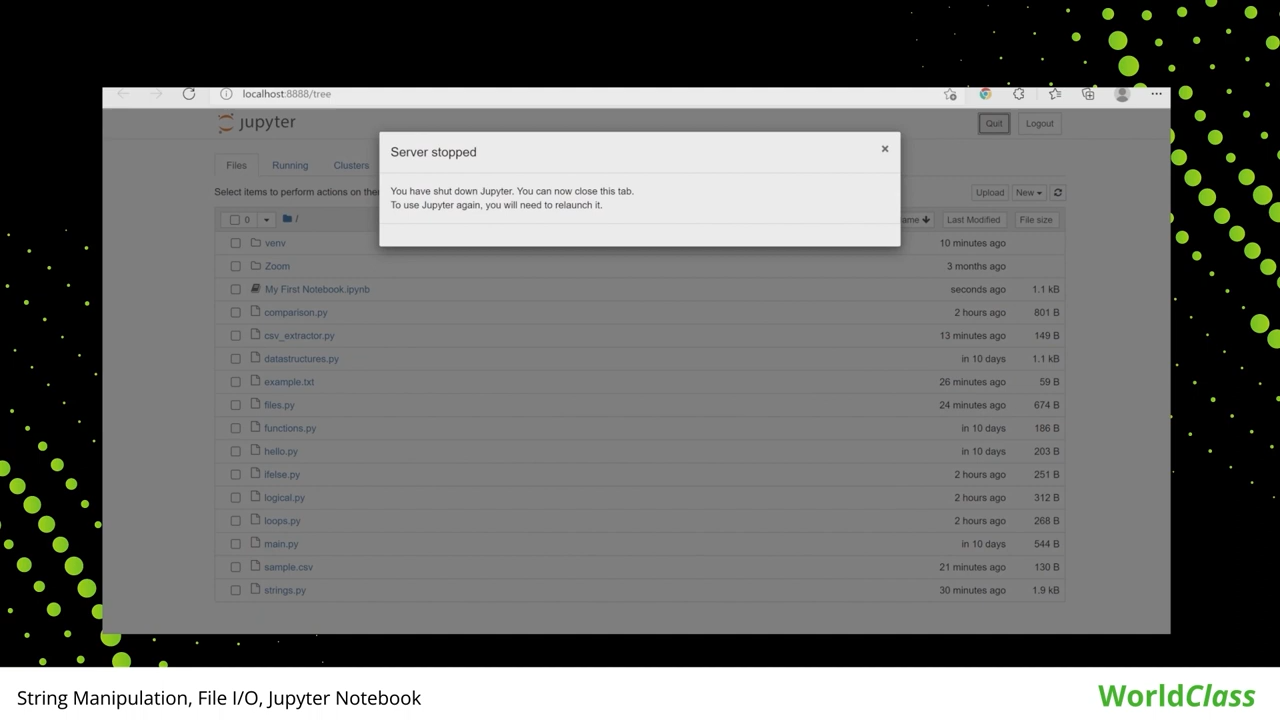 localhost:8888/tree
jupyter
Quit
Logout
Server stopped
×
You have shut down Jupyter. You can now close this tab.
To use Jupyter again, you will need to relaunch it.
Files
Running
Clusters
Select items to perform actions on
Upload
New
0
/
Last Modified
File size
venv
10 minutes ago
Zoom
3 months ago
My First Notebook.ipynb
seconds ago
1.1 kB
comparison.py
2 hours ago
801 B
csv_extractor.py
13 minutes ago
149 B
datastructures.py
in 10 days
1.1 kB
example.txt
26 minutes ago
59 B
files.py
24 minutes ago
674 B
functions.py
in 10 days
186 B
hello.py
in 10 days
203 B
ifelse.py
2 hours ago
251 B
logical.py
2 hours ago
312 B
loops.py
2 hours ago
268 B
main.py
in 10 days
544 B
sample.csv
21 minutes ago
130 B
strings.py
30 minutes ago
1.9 kB
String Manipulation, File I/O, Jupyter Notebook
WorldClass